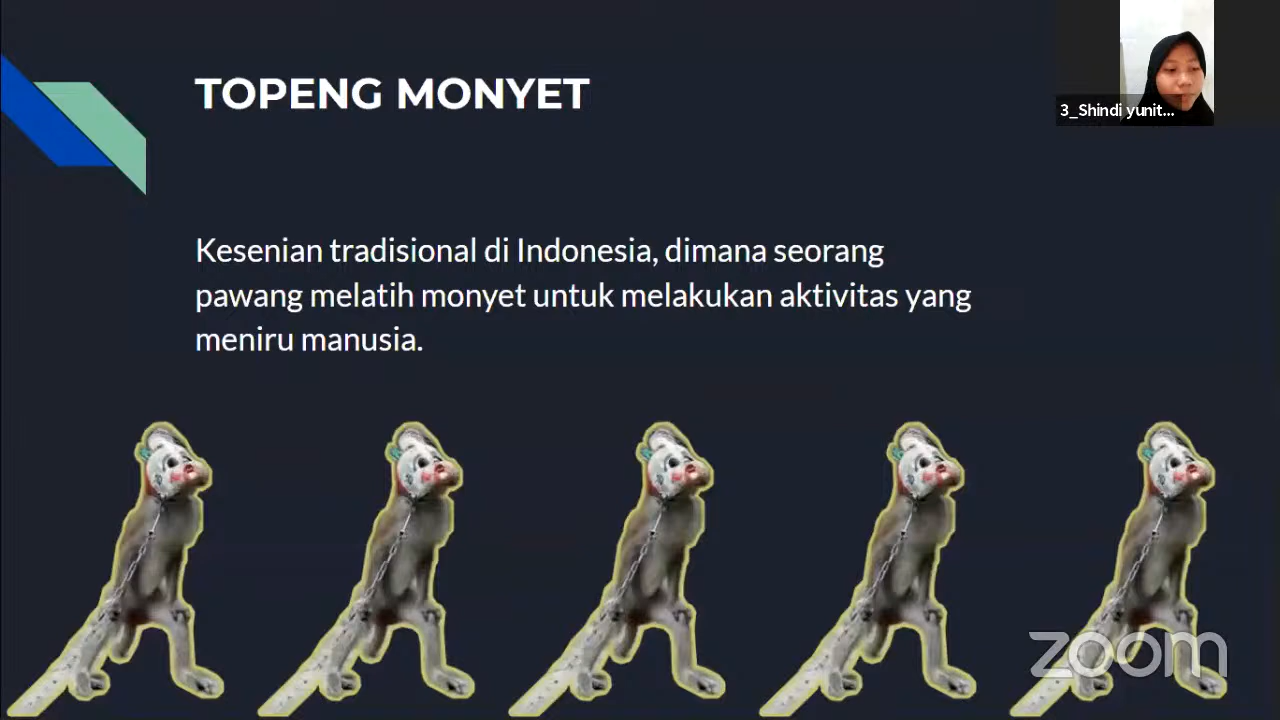 TOPENG MONYET
3_Shindi yunit...
Kesenian tradisional di Indonesia, dimana seorang
pawang melatih monyet untuk melakukan aktivitas yang
meniru manusia.
zoom